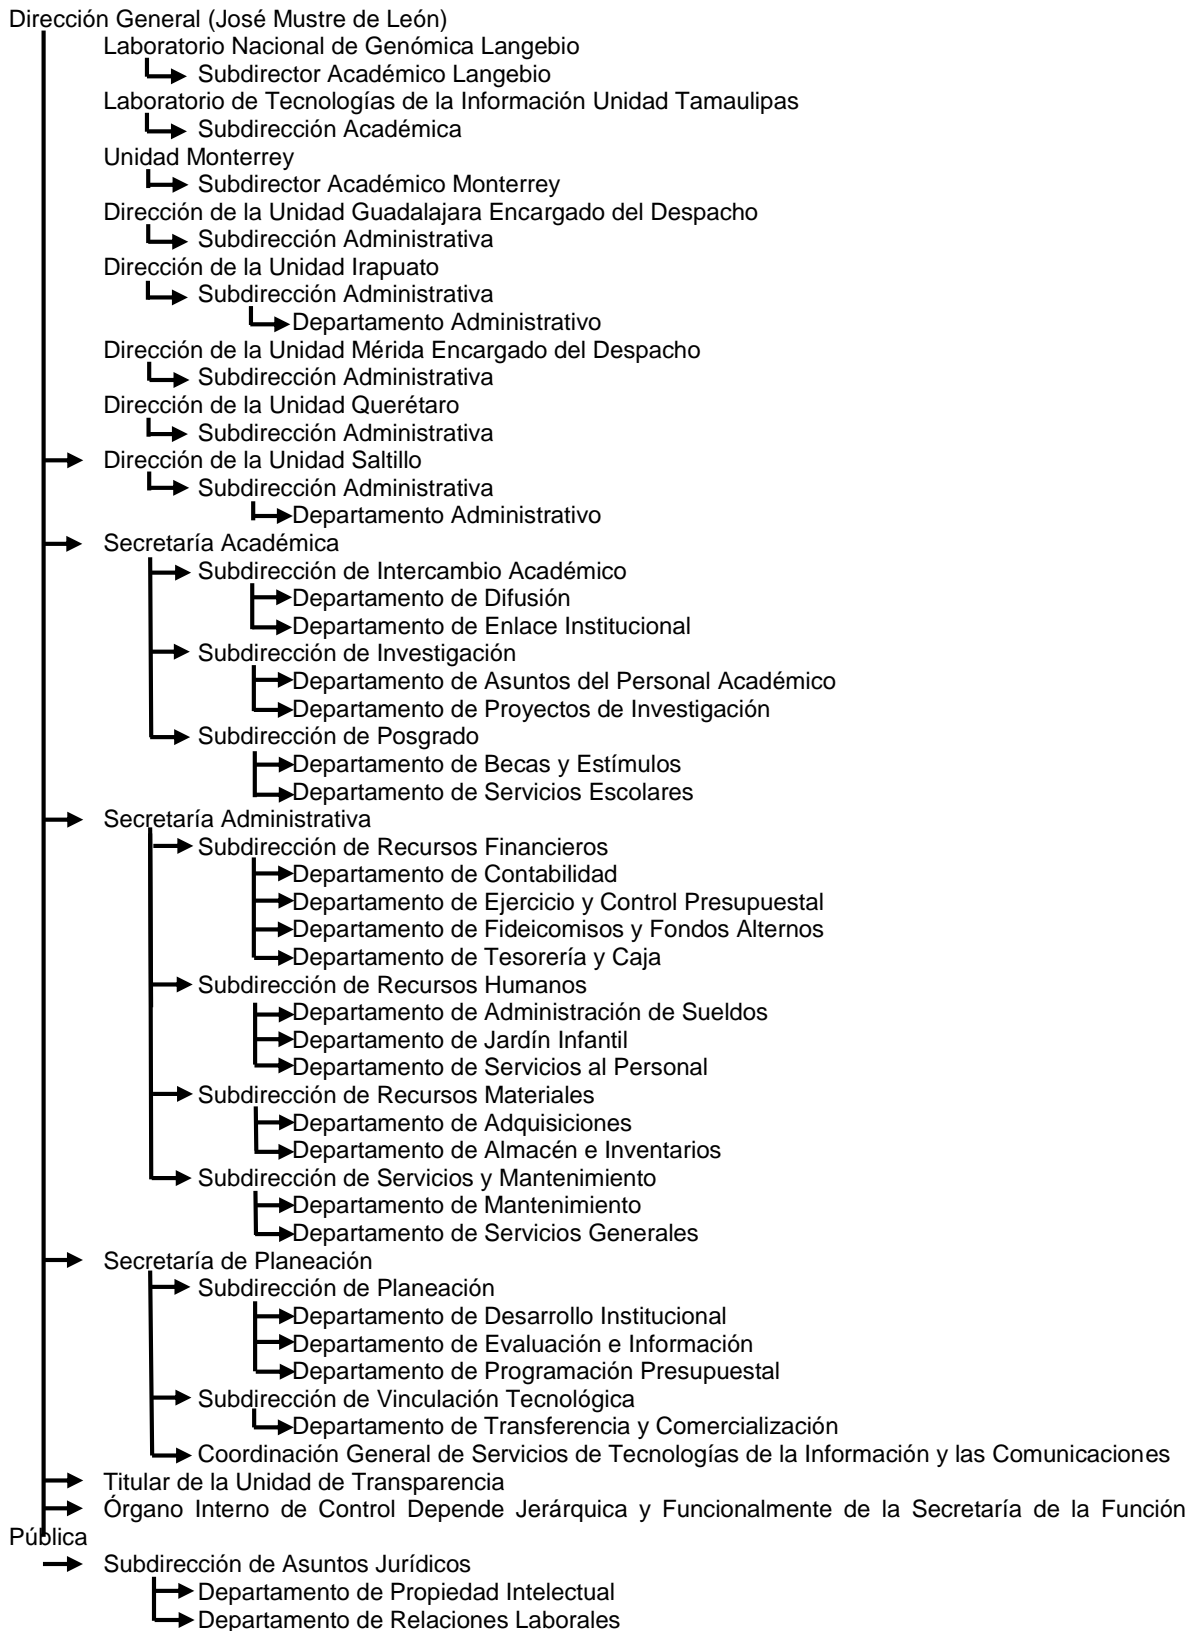 Dirección General (José Mustre de León)
Laboratorio Nacional de Genómica Langebio
Subdirector Académico Langebio
Laboratorio de Tecnologías de la Información Unidad Tamaulipas
Subdirección Académica
Unidad Monterrey
Subdirector Académico Monterrey
Dirección de la Unidad Guadalajara Encargado del Despacho
Subdirección Administrativa
Dirección de la Unidad Irapuato
Subdirección Administrativa
Departamento Administrativo
Dirección de la Unidad Mérida Encargado del Despacho
Subdirección Administrativa
Dirección de la Unidad Querétaro
Subdirección Administrativa
Dirección de la Unidad Saltillo
Subdirección Administrativa
Departamento Administrativo
Secretaría Académica
Subdirección de Intercambio Académico
Departamento de Difusión
Departamento de Enlace Institucional
Subdirección de Investigación
Departamento de Asuntos del Personal Académico
Departamento de Proyectos de Investigación
Subdirección de Posgrado
Departamento de Becas y Estímulos
Departamento de Servicios Escolares
Secretaría Administrativa
Subdirección de Recursos Financieros
Departamento de Contabilidad
Departamento de Ejercicio y Control Presupuestal
Departamento de Fideicomisos y Fondos Alternos
Departamento de Tesorería y Caja
Subdirección de Recursos Humanos
Departamento de Administración de Sueldos
Departamento de Jardín Infantil
Departamento de Servicios al Personal
Subdirección de Recursos Materiales
Departamento de Adquisiciones
Departamento de Almacén e Inventarios
Subdirección de Servicios y Mantenimiento
Departamento de Mantenimiento
Departamento de Servicios Generales
Secretaría de Planeación
Subdirección de Planeación
Departamento de Desarrollo Institucional
Departamento de Evaluación e Información
Departamento de Programación Presupuestal
Subdirección de Vinculación Tecnológica
Departamento de Transferencia y Comercialización
Coordinación General de Servicios de Tecnologías de la Información y las Comunicaciones
Titular de la Unidad de Transparencia
Órgano Interno de Control Depende Jerárquica y Funcionalmente de la Secretaría de la Función
Pública
Subdirección de Asuntos Jurídicos
Departamento de Propiedad Intelectual
Departamento de Relaciones Laborales